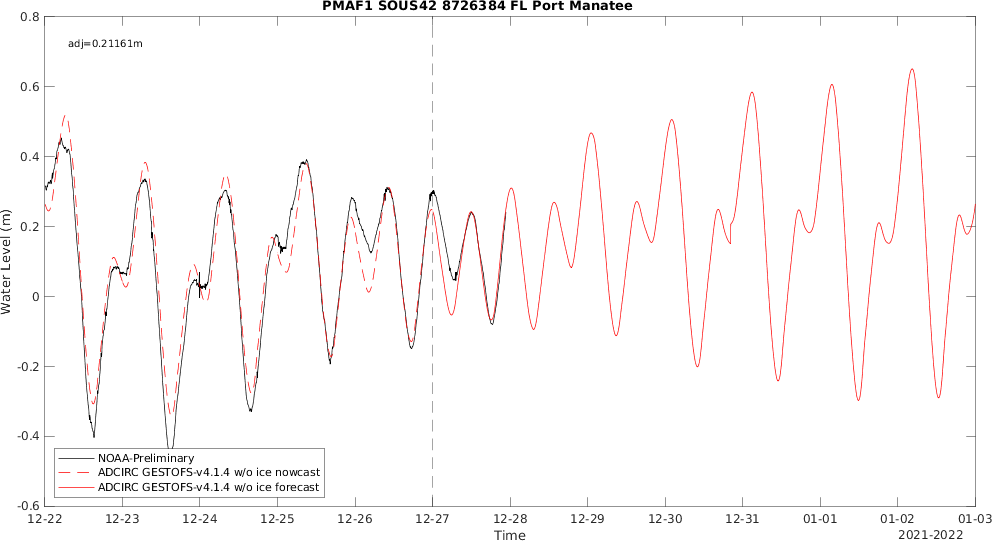 PMAF1 SOUS42 8726384 FL Port Manatee
adj=0.21161m
Water Level (m)
0.8
0.6
0.4
0.2
0
-0.2
-0.4
-0.6
NOAA-Preliminary
ADCIRC GESTOFS-v4.1.4 w/o ice nowcast
ADCIRC GESTOFS-v4.1.4 w/o ice forecast
12-22 12-23 12-24 12-25 12-26 12-27 12-28 12-29 12-30 12-31 01-01 01-02 01-03
Time
2021-2022